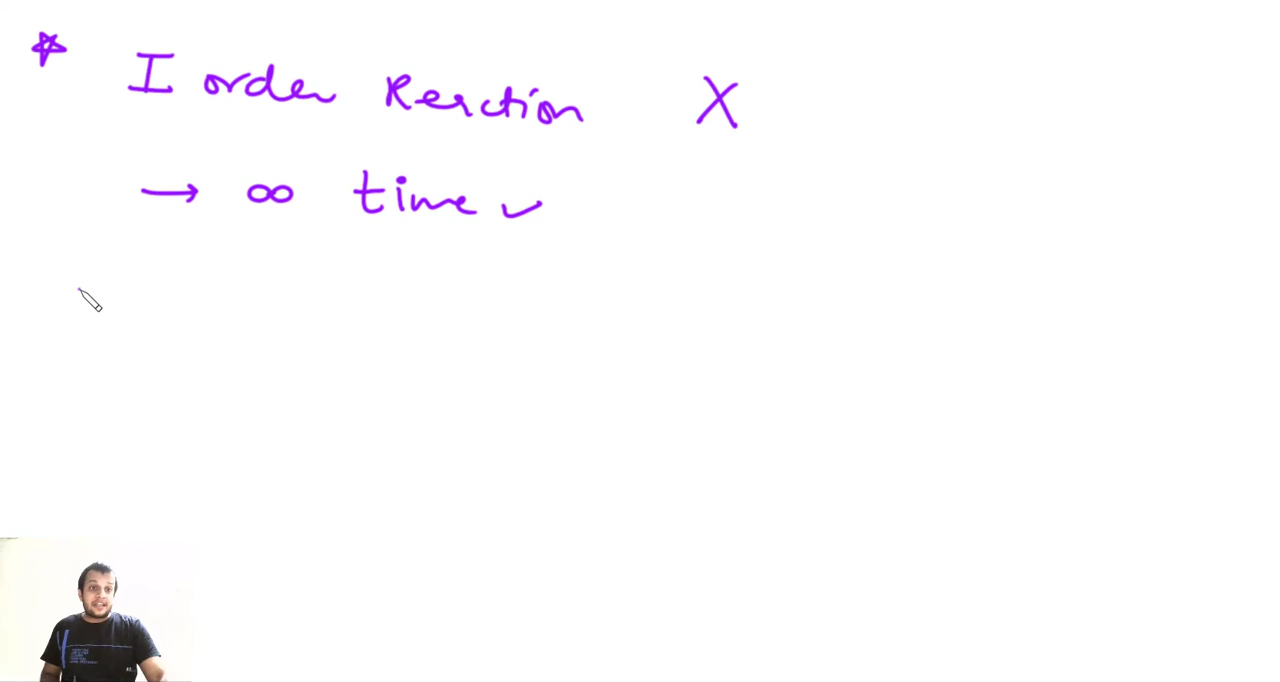 I order Reaction X
→ ∞ time ✓